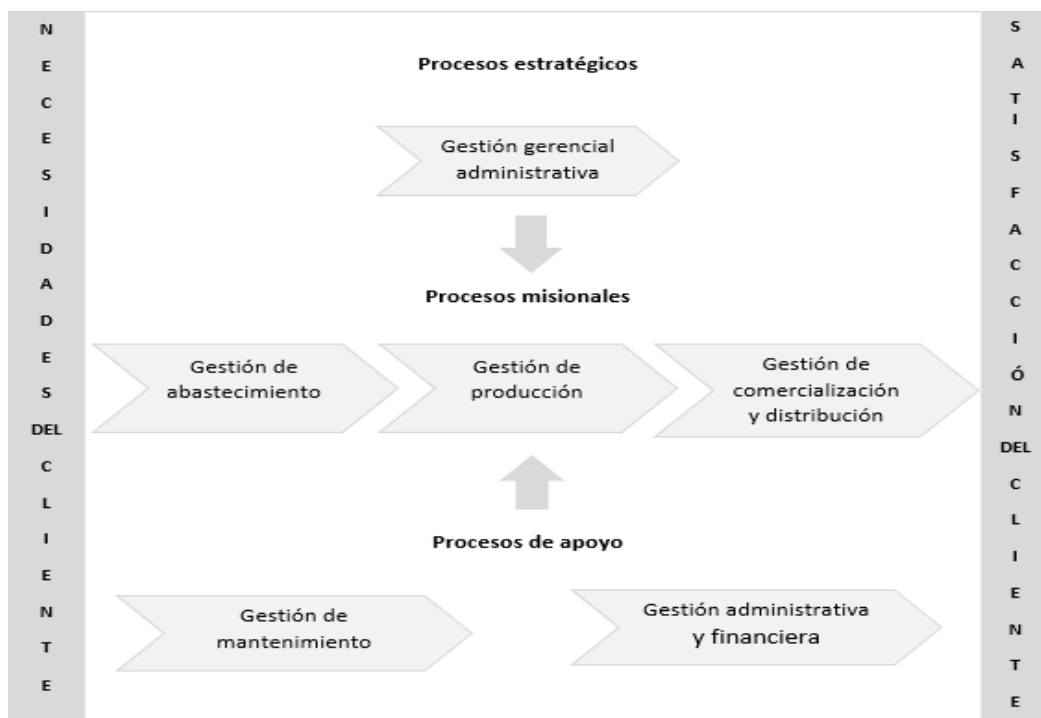 NECESIDADES DEL CLIENTE
Procesos estratégicos
Gestión gerencial
administrativa
Procesos misionales
Gestión de
abastecimiento
Gestión de
producción
Gestión de
comercialización
y distribución
Procesos de apoyo
Gestión de
mantenimiento
Gestión administrativa
y financiera
SATISFACCIÓN DEL CLIENTE